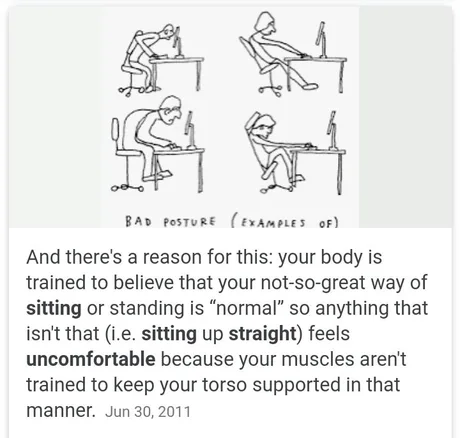 BAD POSTURE (EXAMPLES OF)
And there's a reason for this: your body is
trained to believe that your not-so-great way of
sitting or standing is “normal” so anything that
isn't that (i.e. sitting up straight) feels
uncomfortable because your muscles aren't
trained to keep your torso supported in that
manner. Jun 30, 2011